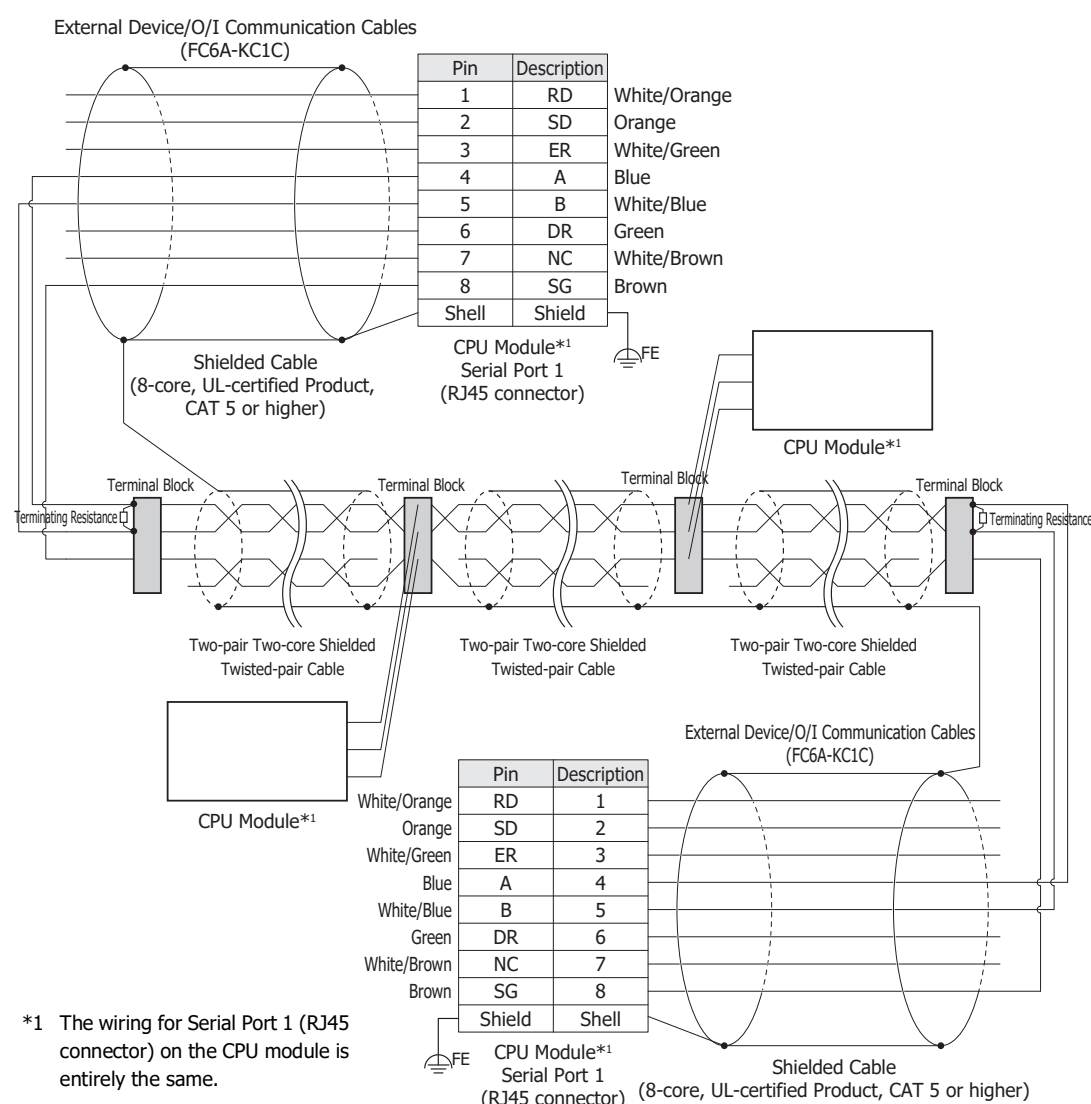 External Device/O/I Communication Cables
(FC6A-KC1C)
Pin Description
1 RD White/Orange
2 SD Orange
3 ER White/Green
4 A Blue
5 B White/Blue
6 DR Green
7 NC White/Brown
8 SG Brown
Shell Shield
FE
CPU Module*1
Serial Port 1
(RJ45 connector)
Shielded Cable
(8-core, UL-certified Product,
CAT 5 or higher)
CPU Module*1
Terminal Block
Terminal Block
Terminal Block
Terminal Block
Terminating Resistance
Terminating Resistance
Two-pair Two-core Shielded
Twisted-pair Cable
Two-pair Two-core Shielded
Twisted-pair Cable
Two-pair Two-core Shielded
Twisted-pair Cable
CPU Module*1
External Device/O/I Communication Cables
(FC6A-KC1C)
Pin Description
White/Orange RD 1
Orange SD 2
White/Green ER 3
Blue A 4
White/Blue B 5
Green DR 6
White/Brown NC 7
Brown SG 8
Shield Shell
FE
CPU Module*1
Serial Port 1
(RJ45 connector)
Shielded Cable
(8-core, UL-certified Product, CAT 5 or higher)
*1 The wiring for Serial Port 1 (RJ45
connector) on the CPU module is
entirely the same.